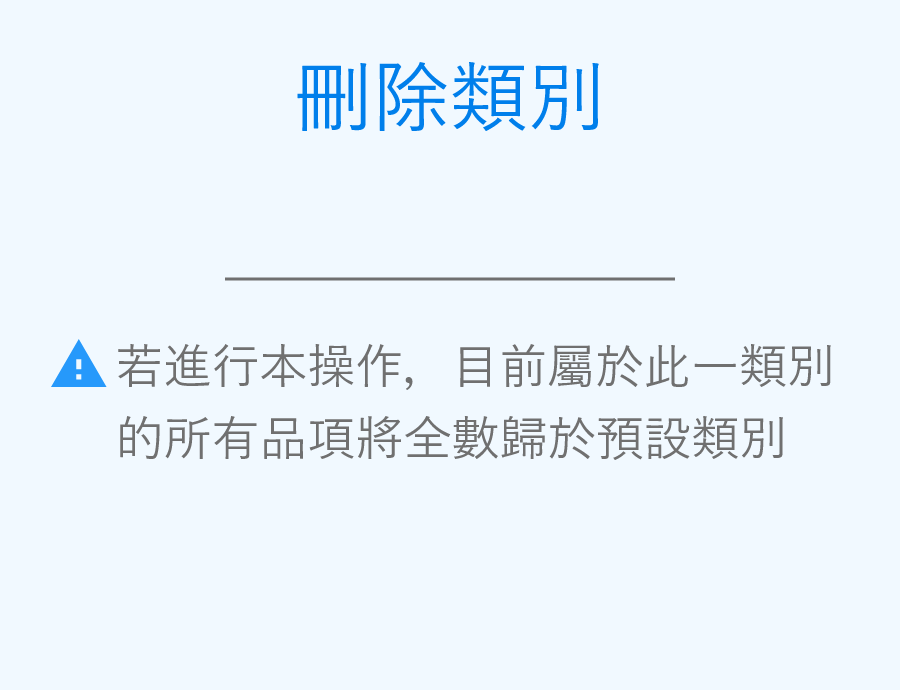 刪除類別
若進行本操作，目前屬於此一類別
的所有品項將全數歸於預設類別